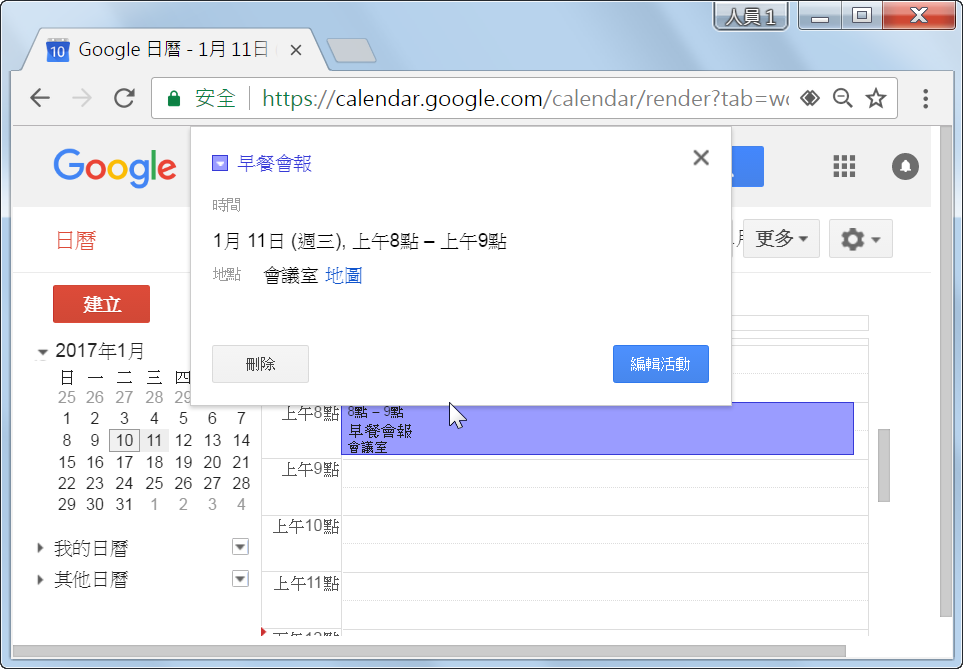 人員 1
10 Google 日曆 - 1月 11日
安全 https://calendar.google.com/calendar/render?tab=wc
Google
早餐會報
時間
1月 11日 (週三), 上午8點 – 上午9點
地點 會議室 地圖
刪除 編輯活動
日曆
更多
建立
2017年1月
日 一 二 三 四
25 26 27 28 29
1 2 3 4 5 6 7
8 9 10 11 12 13 14
15 16 17 18 19 20 21
22 23 24 25 26 27 28
29 30 31 1 2 3 4
我的日曆
其他日曆
上午8點
8點 – 9點
早餐會報
會議室
上午9點
上午10點
上午11點
下午12點